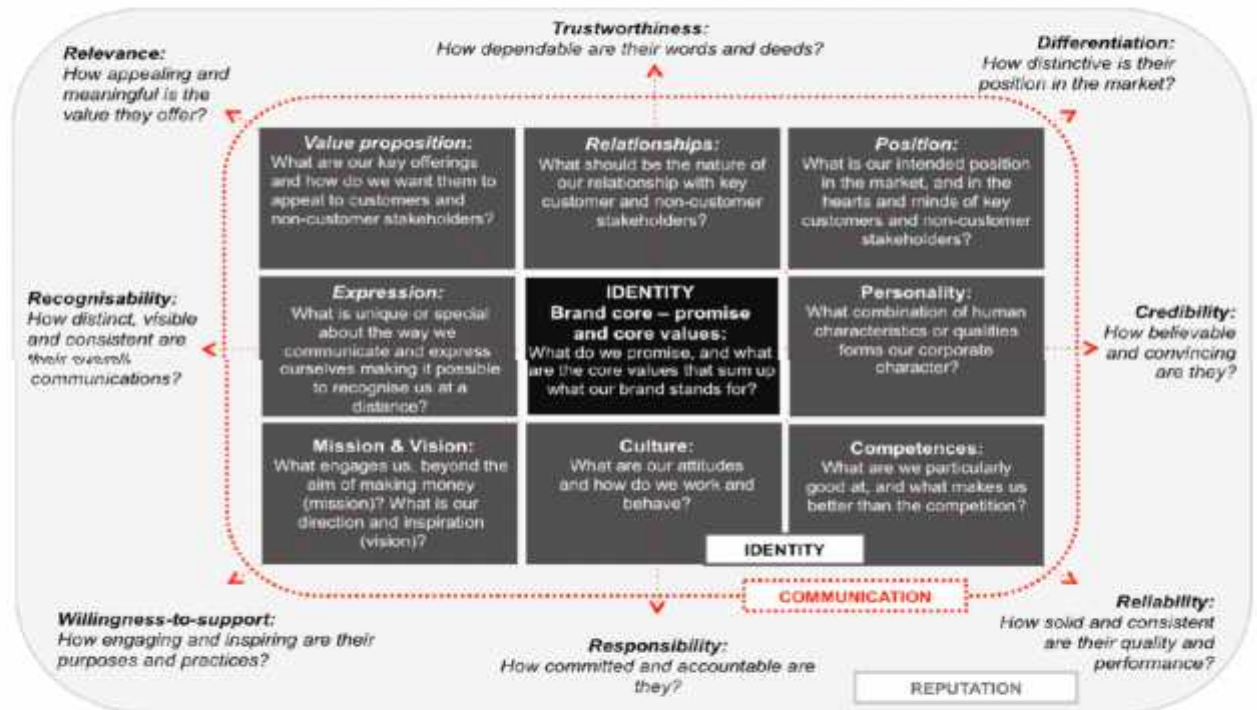 Trustworthiness:
How dependable are their words and deeds?
Relevance:
How appealing and
meaningful is the
value they offer?
Differentiation:
How distinctive is their
position in the market?
Value proposition:
What are our key offerings
and how do we want them to
appeal to customers and
non-customer stakeholders?
Relationships:
What should be the nature of
our relationship with key
customer and non-customer
stakeholders?
Position:
What is our intended position
in the market, and in the
hearts and minds of key
customers and non-customer
stakeholders?
Recognisability:
How distinct, visible
and consistent are
their overall
communications?
Expression:
What is unique or special
about the way we
communicate and express
ourselves making it possible
to recognise us at a
distance?
IDENTITY
Brand core – promise
and core values:
What do we promise, and what
are the core values that sum up
what our brand stands for?
Personality:
What combination of human
characteristics or qualities
forms our corporate
character?
Credibility:
How believable
and convincing
are they?
Mission & Vision:
What engages us, beyond the
aim of making money
(mission)? What is our
direction and inspiration
(vision)?
Culture:
What are our attitudes
and how do we work and
behave?
Competences:
What are we particularly
good at, and what makes us
better than the competition?
IDENTITY
COMMUNICATION
Willingness-to-support:
How engaging and inspiring are their
purposes and practices?
Responsibility:
How committed and accountable are
they?
Reliability:
How solid and consistent
are their quality and
performance?
REPUTATION